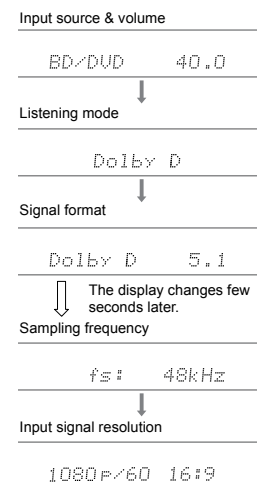 Input source & volume
BD/DVD 40.0
Listening mode
Dolby D
Signal format
Dolby D 5.1
The display changes few
seconds later.
Sampling frequency
fs: 48kHz
Input signal resolution
1080p/60 16:9